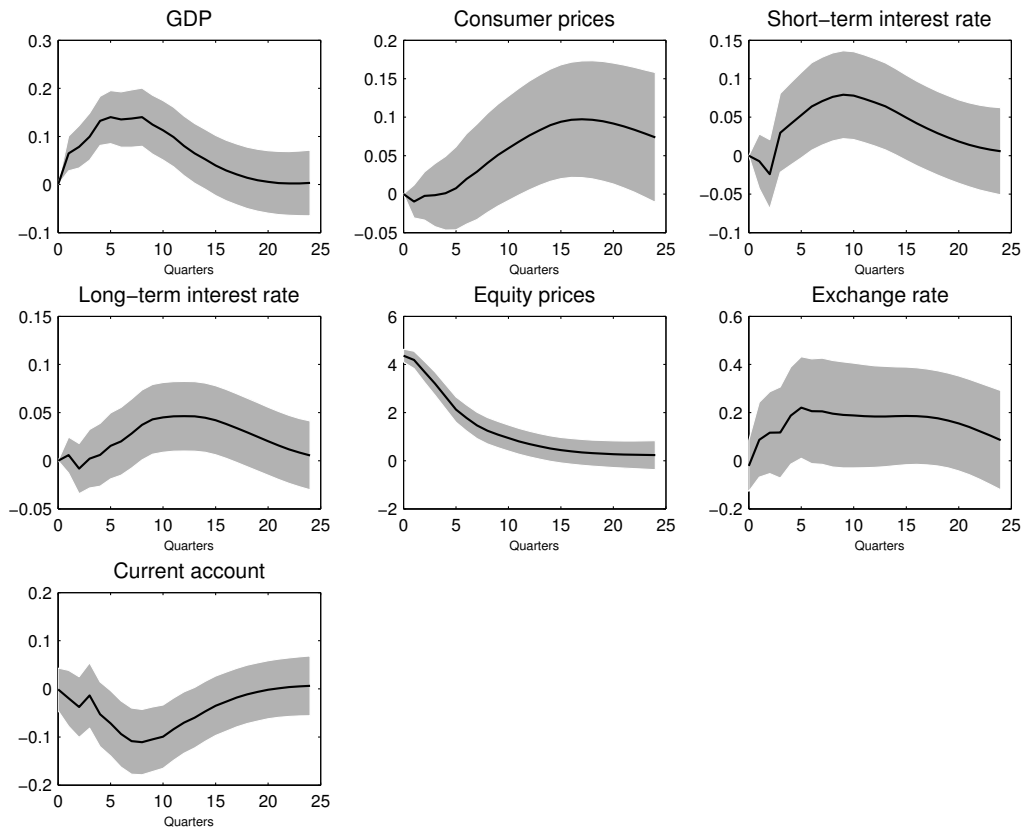 GDP
0.3
0.2
0.1
0
−0.1
0 5 10 15 20 25
Quarters
Consumer prices
0.2
0.15
0.1
0.05
0
−0.05
0 5 10 15 20 25
Quarters
Short−term interest rate
0.15
0.1
0.05
0
−0.05
−0.1
0 5 10 15 20 25
Quarters
Long−term interest rate
0.15
0.1
0.05
0
−0.05
0 5 10 15 20 25
Quarters
Equity prices
6
4
2
0
−2
0 5 10 15 20 25
Quarters
Exchange rate
0.6
0.4
0.2
0
−0.2
0 5 10 15 20 25
Quarters
Current account
0.2
0.1
0
−0.1
−0.2
0 5 10 15 20 25
Quarters